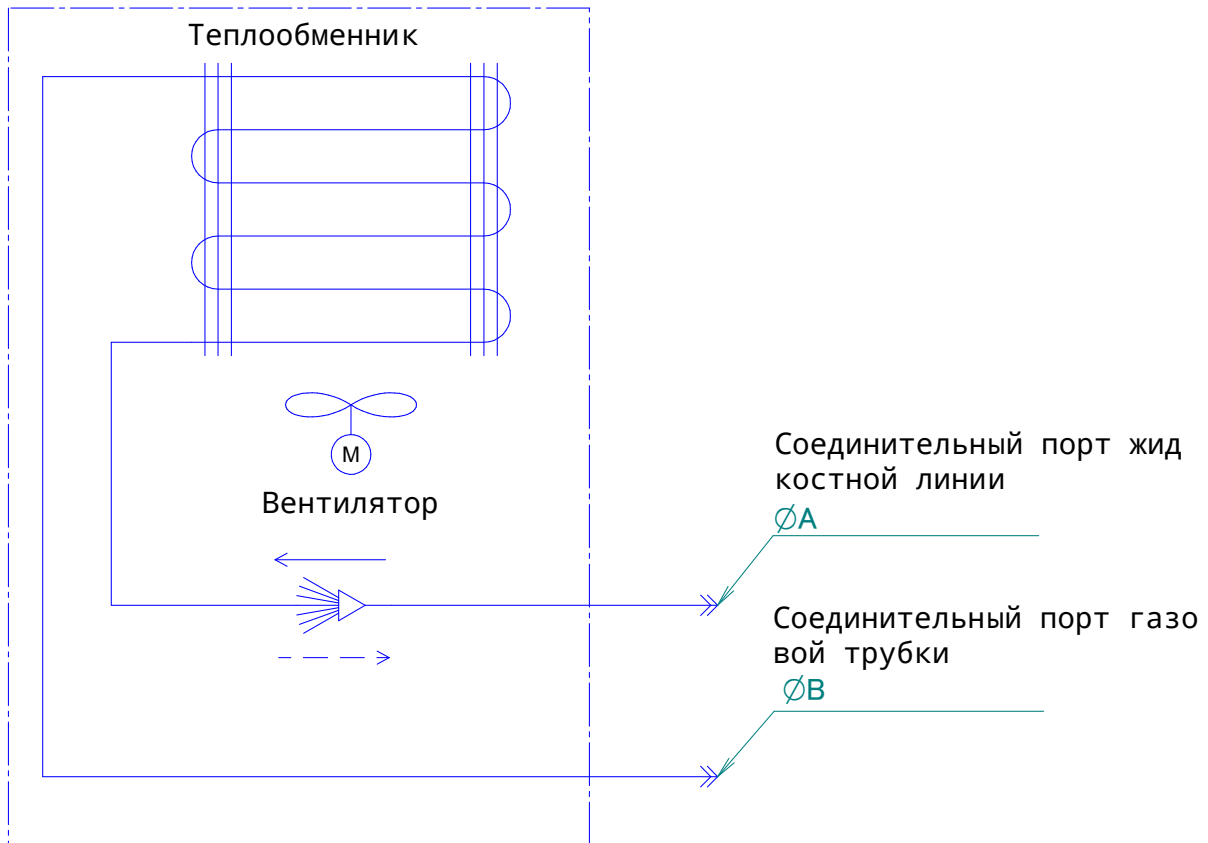 Теплообменник
M
Вентилятор
Соединительный порт жид
костной линии
∅A
Соединительный порт газо
вой трубки
∅B